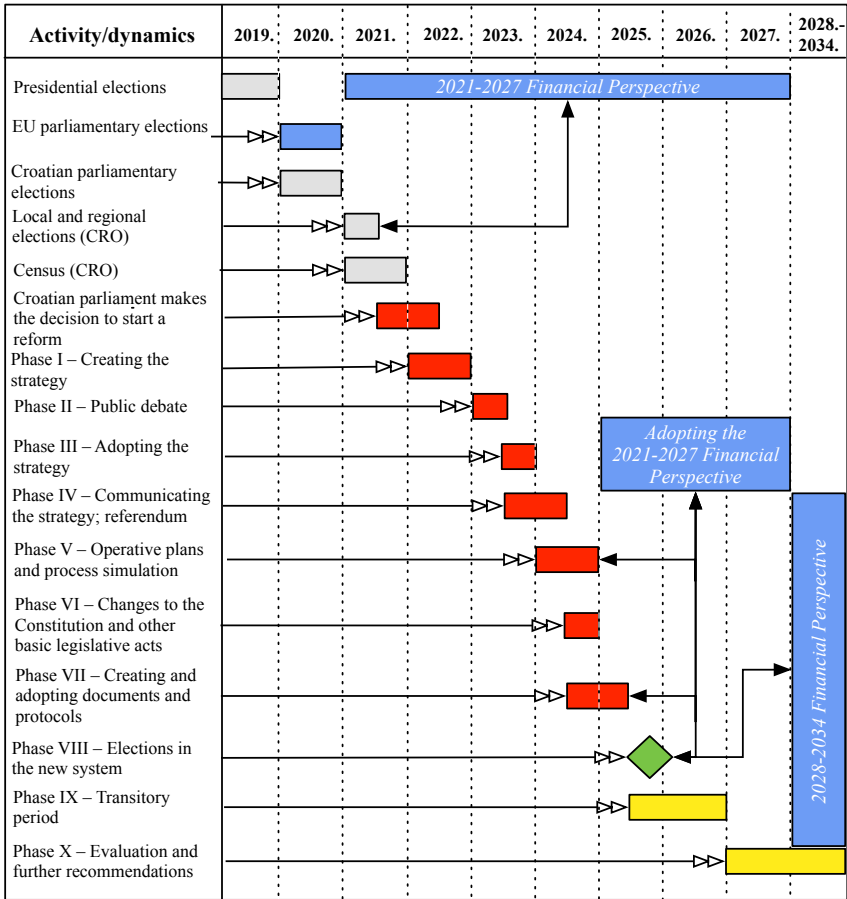 Activity/dynamics 2019. 2020. 2021. 2022. 2023. 2024. 2025. 2026. 2027. 2028.-
2034.
Presidential elections
2021-2027 Financial Perspective
EU parliamentary elections
Croatian parliamentary
elections
Local and regional
elections (CRO)
Census (CRO)
Croatian parliament makes
the decision to start a
reform
Phase I – Creating the
strategy
Phase II – Public debate
Phase III – Adopting the
strategy
Adopting the
2021-2027 Financial
Perspective
Phase IV – Communicating
the strategy; referendum
Phase V – Operative plans
and process simulation
Phase VI – Changes to the
Constitution and other
basic legislative acts
Phase VII – Creating and
adopting documents and
protocols
Phase VIII – Elections in
the new system
Phase IX – Transitory
period
Phase X – Evaluation and
further recommendations
2028-2034 Financial Perspective